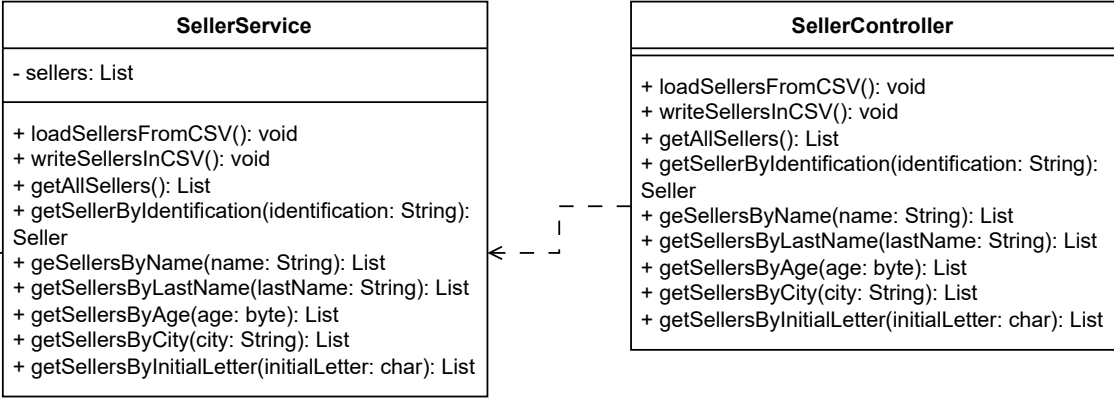 SellerService
- sellers: List
+ loadSellersFromCSV(): void
+ writeSellersInCSV(): void
+ getAllSellers(): List
+ getSellerByIdentification(identification: String):
Seller
+ geSellersByName(name: String): List
+ getSellersByLastName(lastName: String): List
+ getSellersByAge(age: byte): List
+ getSellersByCity(city: String): List
+ getSellersByInitialLetter(initialLetter: char): List
SellerController
+ loadSellersFromCSV(): void
+ writeSellersInCSV(): void
+ getAllSellers(): List
+ getSellerByIdentification(identification: String):
Seller
+ geSellersByName(name: String): List
+ getSellersByLastName(lastName: String): List
+ getSellersByAge(age: byte): List
+ getSellersByCity(city: String): List
+ getSellersByInitialLetter(initialLetter: char): List